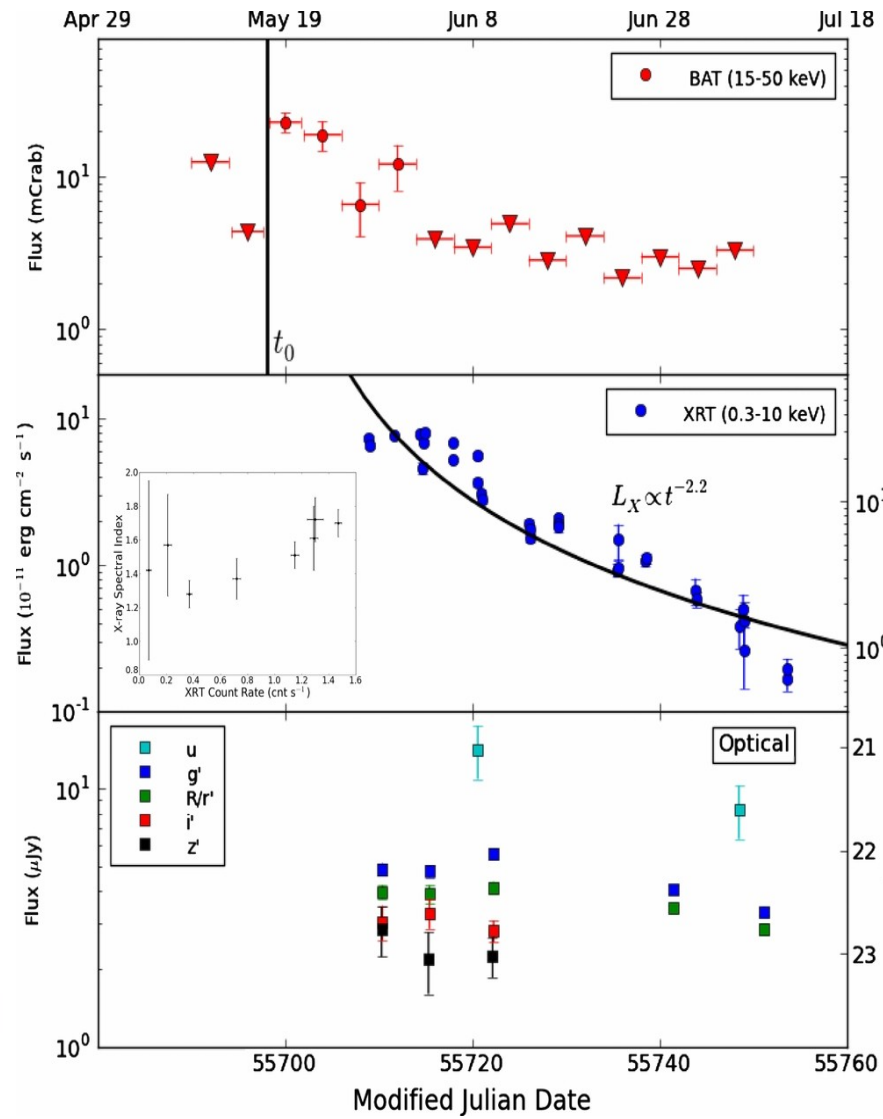 Apr 29 May 19 Jun 8 Jun 28 Jul 18
BAT (15-50 keV)
10¹
10⁰
Flux (mCrab)
t₀
XRT (0.3-10 keV)
10¹
10⁰
10⁻¹
Flux (10⁻¹¹ erg cm⁻² s⁻¹)
L_X∝t⁻²·²
10¹
10⁰
2.0
1.8
1.6
1.4
1.2
1.0
0.8
X-ray Spectral Index
0.0 0.2 0.4 0.6 0.8 1.0 1.2 1.4 1.6
XRT Count Rate (cnt s⁻¹)
u
g'
R/r'
i'
z'
Optical
10¹
10⁰
Flux (μJy)
21
22
23
55700 55720 55740 55760
Modified Julian Date